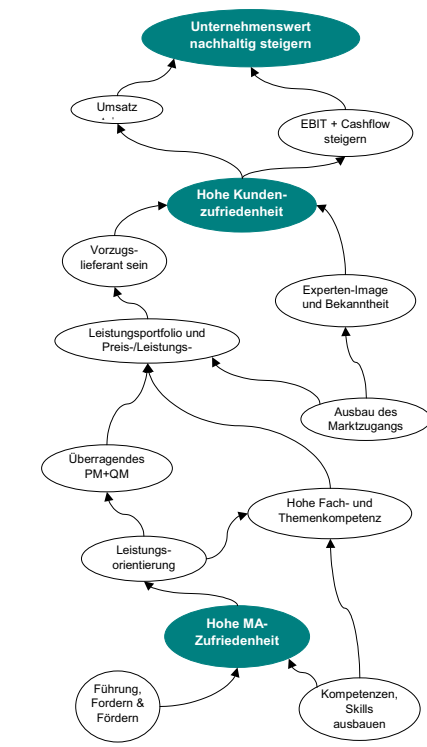 Unternehmenswert
nachhaltig steigern
Umsatz
EBIT + Cashflow
steigern
Hohe Kunden-
zufriedenheit
Vorzugs-
lieferant sein
Experten-Image
und Bekanntheit
Leistungsportfolio und
Preis-/Leistungs-
Ausbau des
Marktzugangs
Überragendes
PM+QM
Hohe Fach- und
Themenkompetenz
Leistungs-
orientierung
Hohe MA-
Zufriedenheit
Führung,
Fordern &
Fördern
Kompetenzen,
Skills
ausbauen